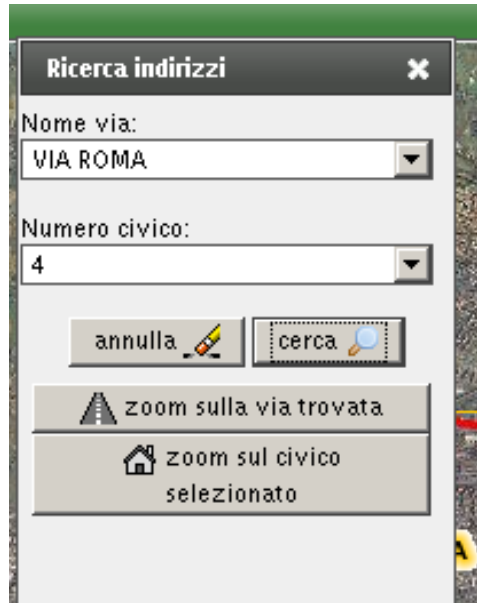 Ricerca indirizzi
Nome via:
VIA ROMA
Numero civico:
4
annulla cerca
zoom sulla via trovata
zoom sul civico
selezionato
A